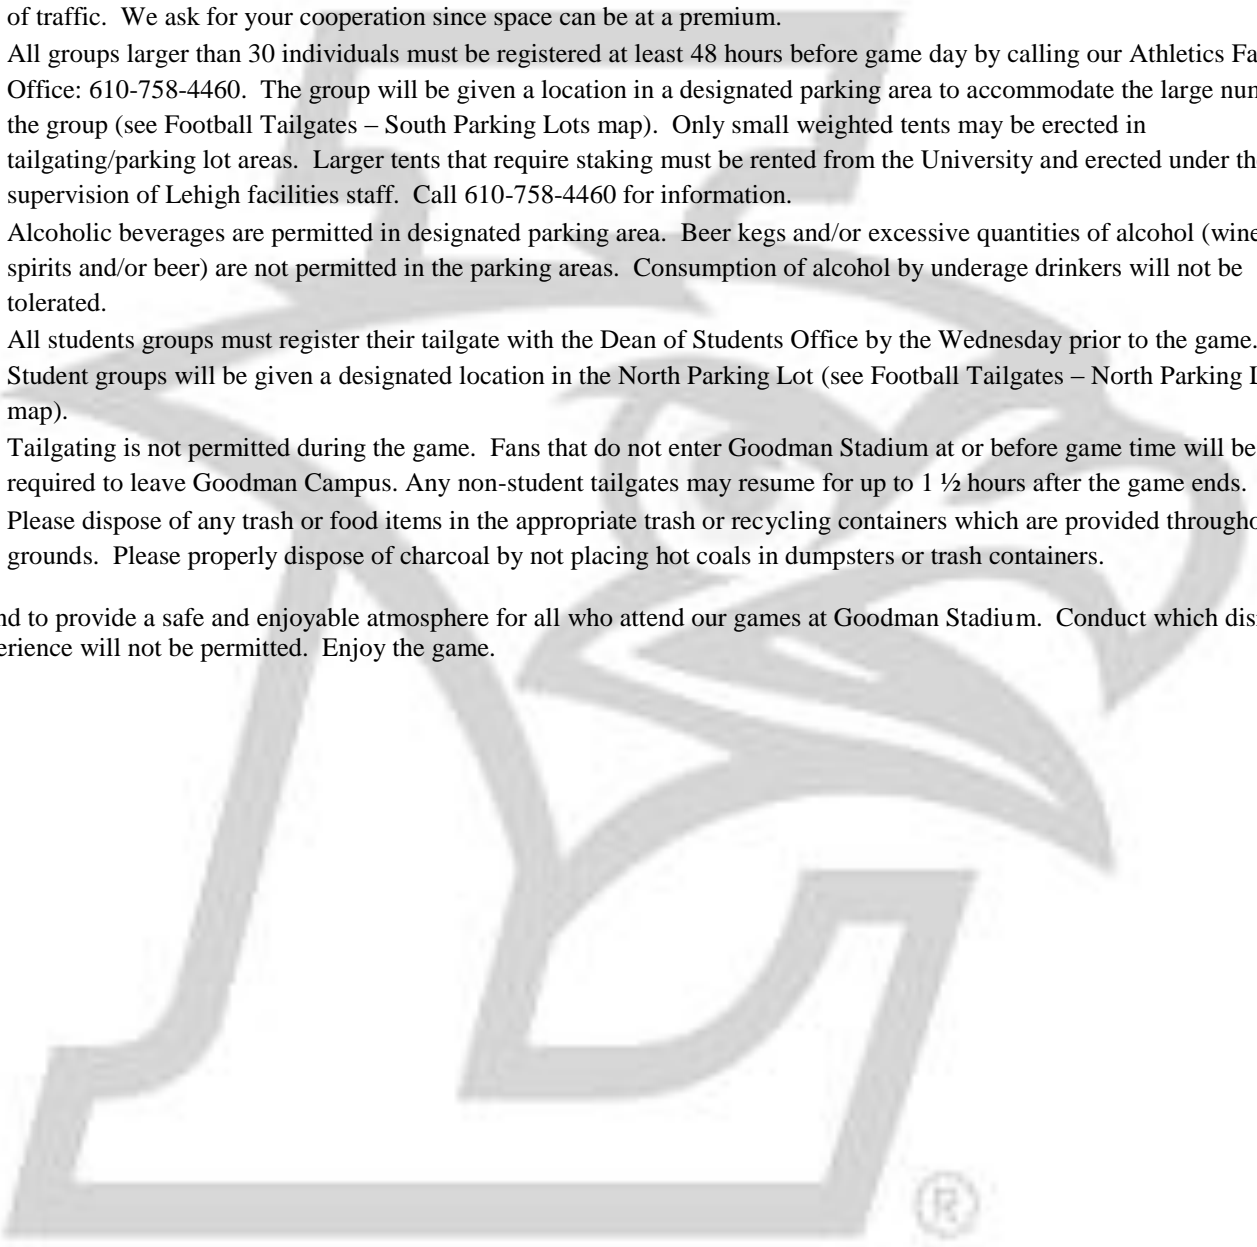 of traffic.  We ask for your cooperation since space can be at a premium.
All groups larger than 30 individuals must be registered at least 48 hours before game day by calling our Athletics Fa
Office: 610-758-4460.  The group will be given a location in a designated parking area to accommodate the large nu
the group (see Football Tailgates – South Parking Lots map).  Only small weighted tents may be erected in
tailgating/parking lot areas.  Larger tents that require staking must be rented from the University and erected under th
supervision of Lehigh facilities staff.  Call 610-758-4460 for information.
Alcoholic beverages are permitted in designated parking area.  Beer kegs and/or excessive quantities of alcohol (wine
spirits and/or beer) are not permitted in the parking areas.  Consumption of alcohol by underage drinkers will not be
tolerated.
All students groups must register their tailgate with the Dean of Students Office by the Wednesday prior to the game.
Student groups will be given a designated location in the North Parking Lot (see Football Tailgates – North Parking L
map).
Tailgating is not permitted during the game.  Fans that do not enter Goodman Stadium at or before game time will be
required to leave Goodman Campus. Any non-student tailgates may resume for up to 1 ½ hours after the game ends.
Please dispose of any trash or food items in the appropriate trash or recycling containers which are provided througho
grounds.  Please properly dispose of charcoal by not placing hot coals in dumpsters or trash containers.
nd to provide a safe and enjoyable atmosphere for all who attend our games at Goodman Stadium.  Conduct which dis
erience will not be permitted.  Enjoy the game.
®